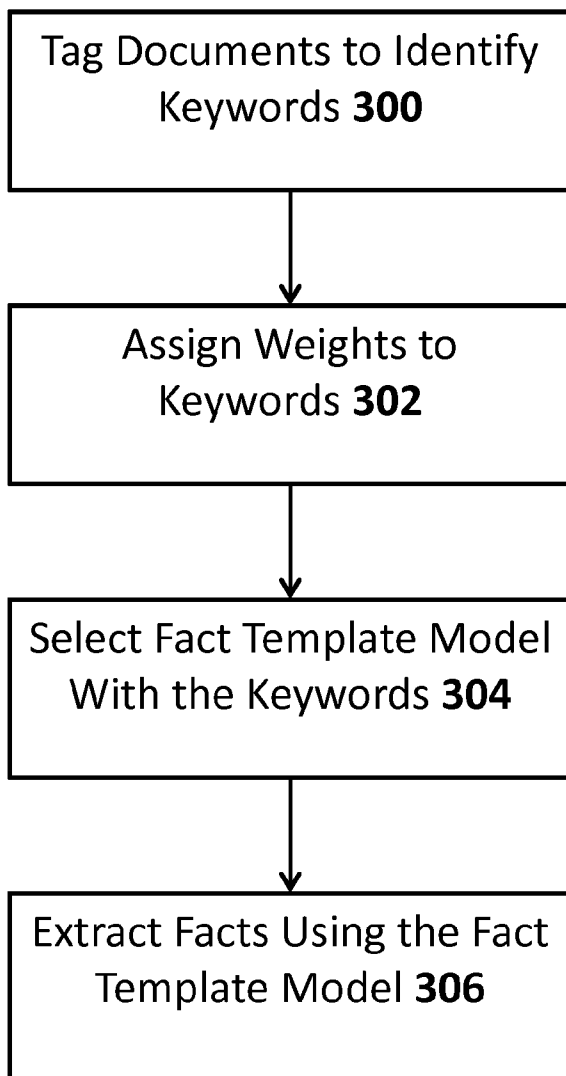 Tag Documents to Identify
Keywords 300
Assign Weights to
Keywords 302
Select Fact Template Model
With the Keywords 304
Extract Facts Using the Fact
Template Model 306